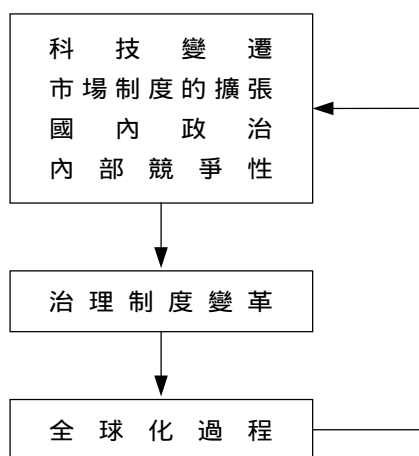 科技變遷
市場制度的擴張
國內政治
內部競爭性
治理制度變革
全球化過程